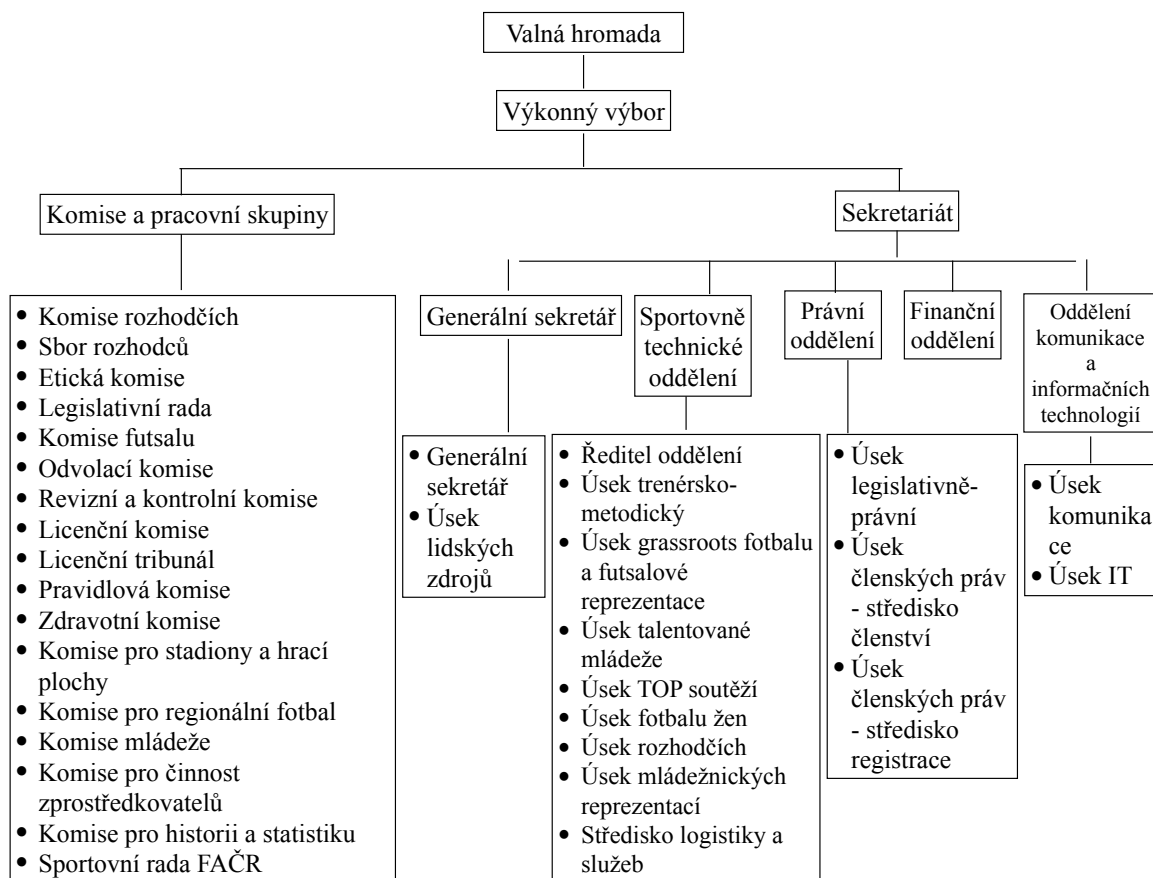 Valná hromada
Výkonný výbor
Komise a pracovní skupiny
Sekretariát
• Komise rozhodčích
• Sbor rozhodců
• Etická komise
• Legislativní rada
• Komise futsalu
• Odvolací komise
• Revizní a kontrolní komise
• Licenční komise
• Licenční tribunál
• Pravidlová komise
• Zdravotní komise
• Komise pro stadiony a hrací
plochy
• Komise pro regionální fotbal
• Komise mládeže
• Komise pro činnost
zprostředkovatelů
• Komise pro historii a statistiku
• Sportovní rada FAČR
Generální sekretář
• Generální
sekretář
• Úsek
lidských
zdrojů
Sportovně
technické
oddělení
• Ředitel oddělení
• Úsek trenérsko-
metodický
• Úsek grassroots fotbalu
a futsalové
reprezentace
• Úsek talentované
mládeže
• Úsek TOP soutěží
• Úsek fotbalu žen
• Úsek rozhodčích
• Úsek mládežnických
reprezentací
• Středisko logistiky a
služeb
Právní
oddělení
• Úsek
legislativně-
právní
• Úsek
členských práv
- středisko
členství
• Úsek
členských práv
- středisko
registrace
Finanční
oddělení
Oddělení
komunikace
a
informačních
technologií
• Úsek
komunika
ce
• Úsek IT